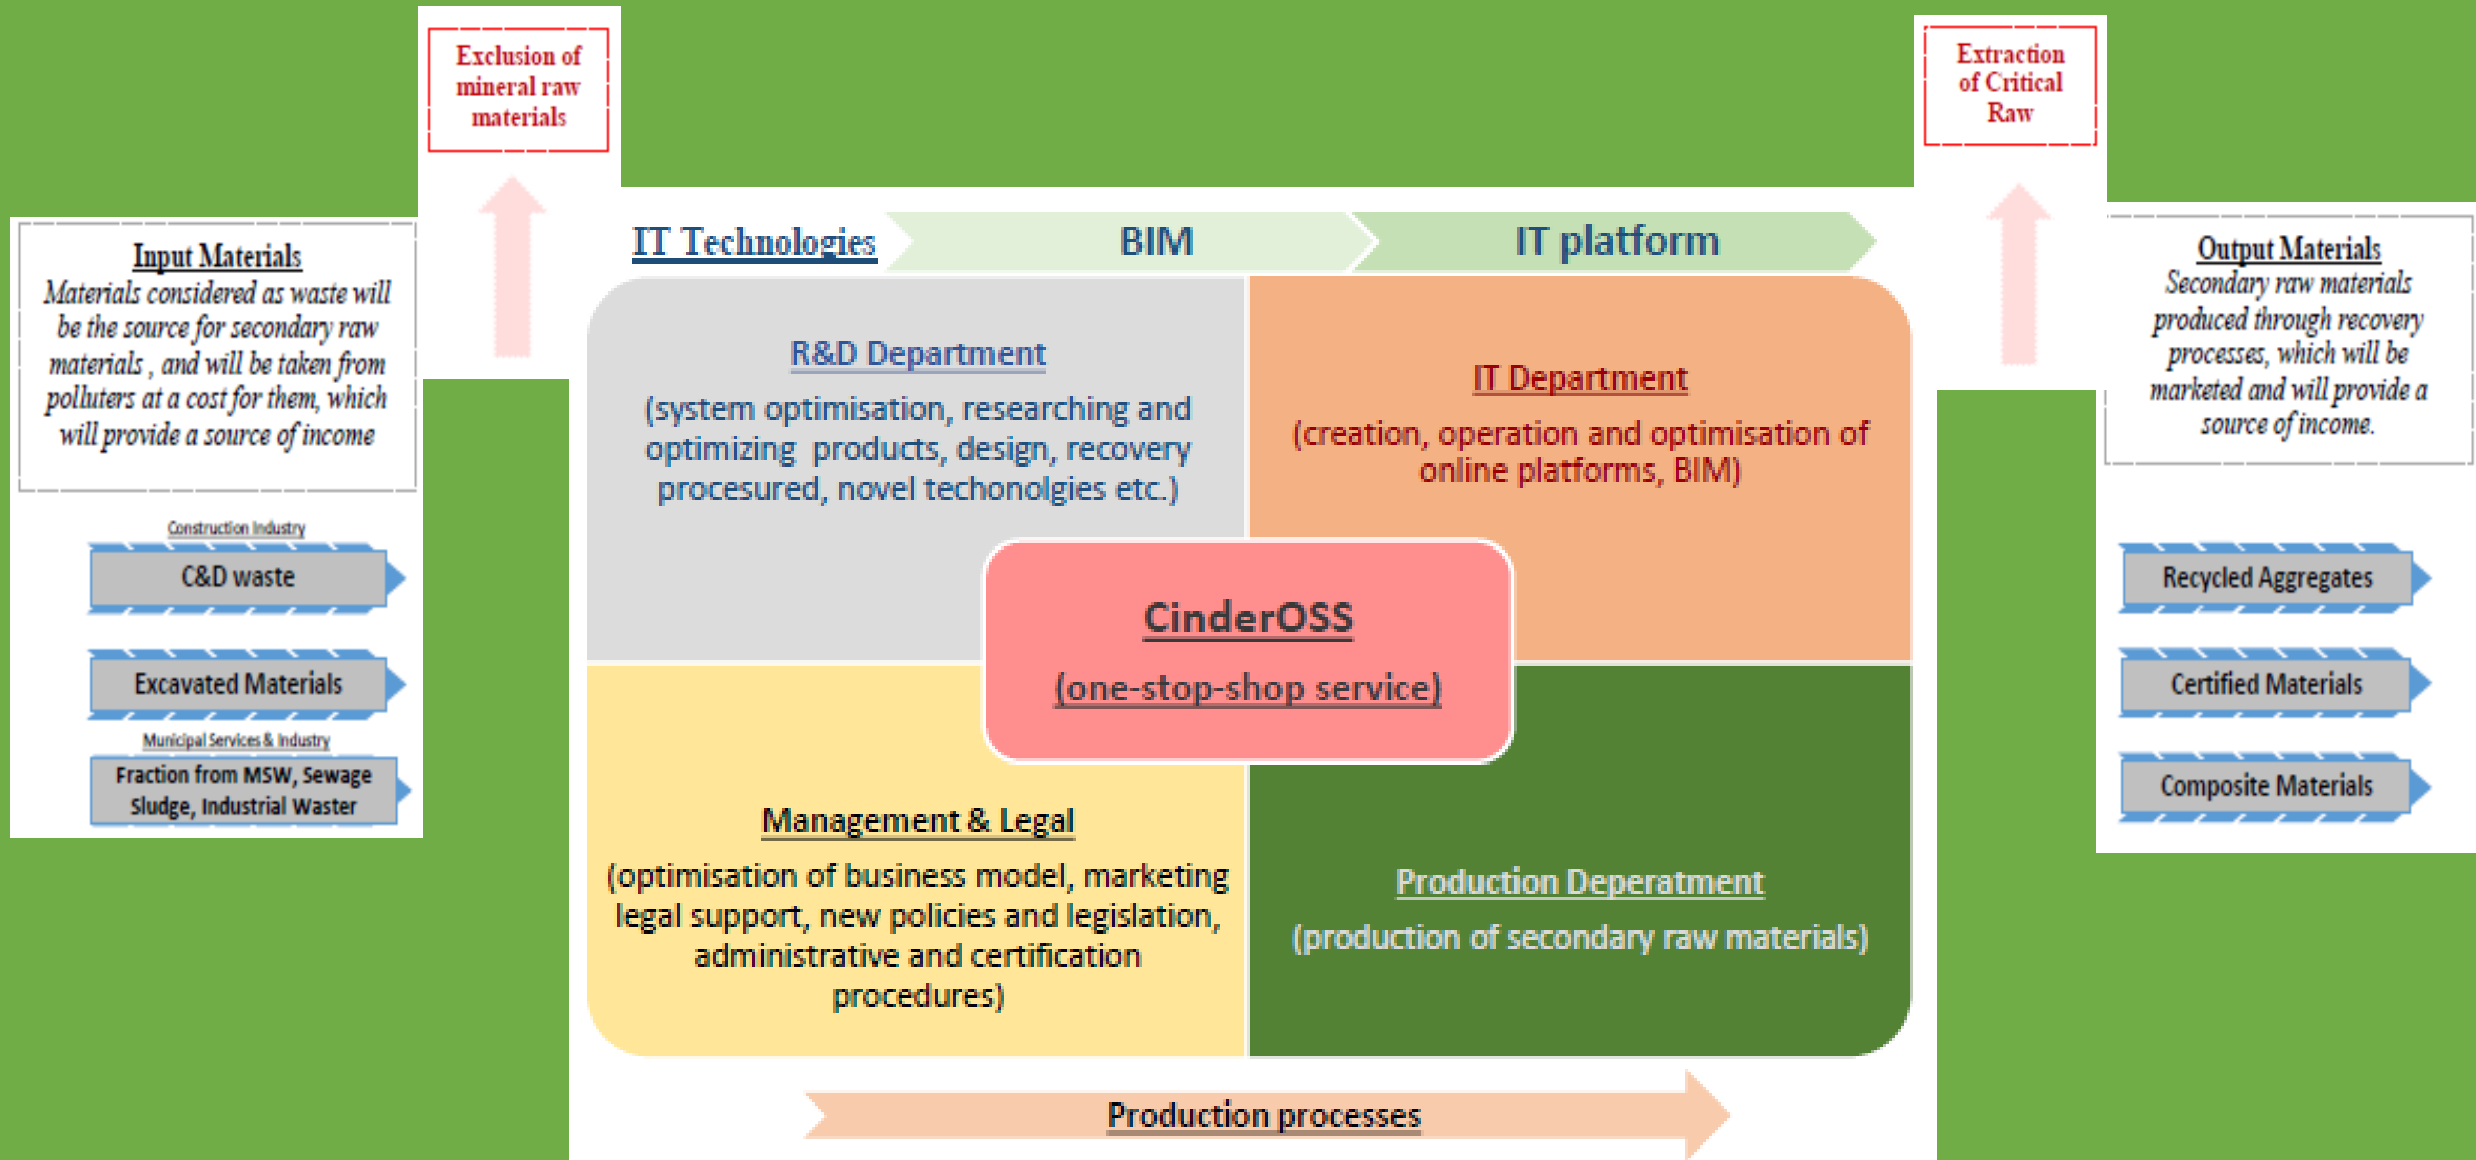 Exclusion of
mineral raw
materials
Extraction
of Critical
Raw
Input Materials
Materials considered as waste will
be the source for secondary raw
materials , and will be taken from
polluters at a cost for them, which
will provide a source of income
Construction Industry
C&D waste
Excavated Materials
Municipal Services & Industry
Fraction from MSW, Sewage
Sludge, Industrial Waster
IT Technologies
BIM
IT platform
R&D Department
(system optimisation, researching and
optimizing products, design, recovery
procesured, novel techonolgies etc.)
IT Department
(creation, operation and optimisation of
online platforms, BIM)
CinderOSS
(one-stop-shop service)
Management & Legal
(optimisation of business model, marketing
legal support, new policies and legislation,
administrative and certification
procedures)
Production Deperatment
(production of secondary raw materials)
Production processes
Output Materials
Secondary raw materials
produced through recovery
processes, which will be
marketed and will provide a
source of income.
Recycled Aggregates
Certified Materials
Composite Materials